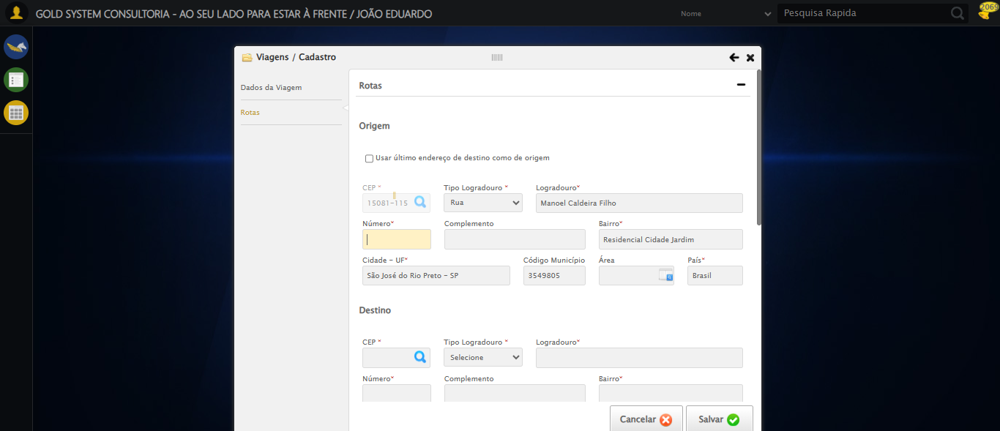 GOLD SYSTEM CONSULTORIA - AO SEU LADO PARA ESTAR À FRENTE / JOÃO EDUARDO
Nome
Pesquisa Rapida
2069
Viagens / Cadastro
Dados da Viagem
Rotas
Rotas
Origem
Usar último endereço de destino como de origem
CEP * Tipo Logradouro * Logradouro*
15081-115 Rua Manoel Caldeira Filho
Número* Complemento Bairro*
Residencial Cidade Jardim
Cidade - UF* Código Município Área País*
São José do Rio Preto - SP 3549805 Brasil
Destino
CEP * Tipo Logradouro * Logradouro*
Selecione
Número* Complemento Bairro*
Cancelar Salvar